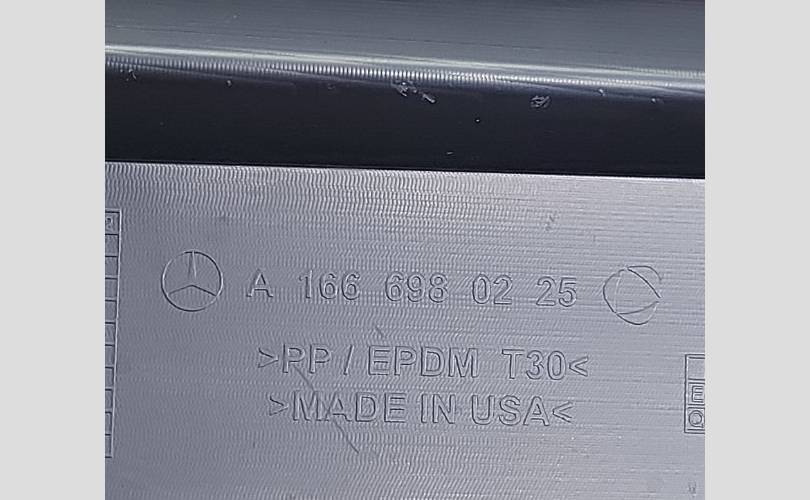 A 166 698 02 25
>PP / EPDM T30<
>MADE IN USA<